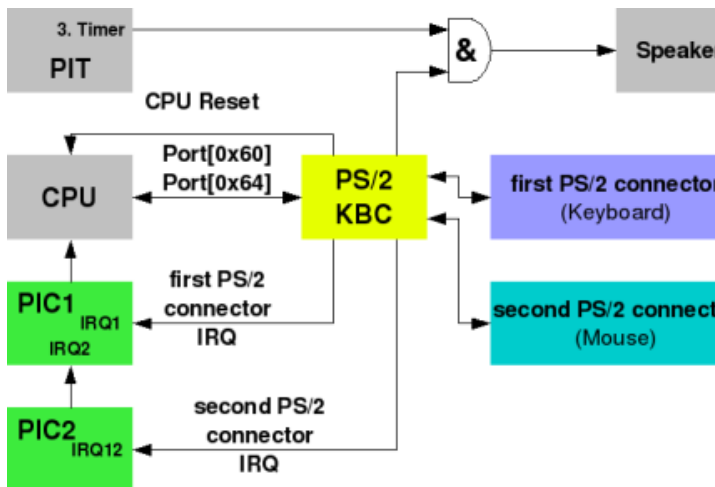 3. Timer
PIT
&
Speaker
CPU Reset
Port[0x60]
Port[0x64]
CPU
PS/2
KBC
first PS/2 connector
(Keyboard)
first PS/2
connector
IRQ
PIC1
IRQ1
IRQ2
second PS/2 connect
(Mouse)
second PS/2
connector
IRQ
PIC2
IRQ12